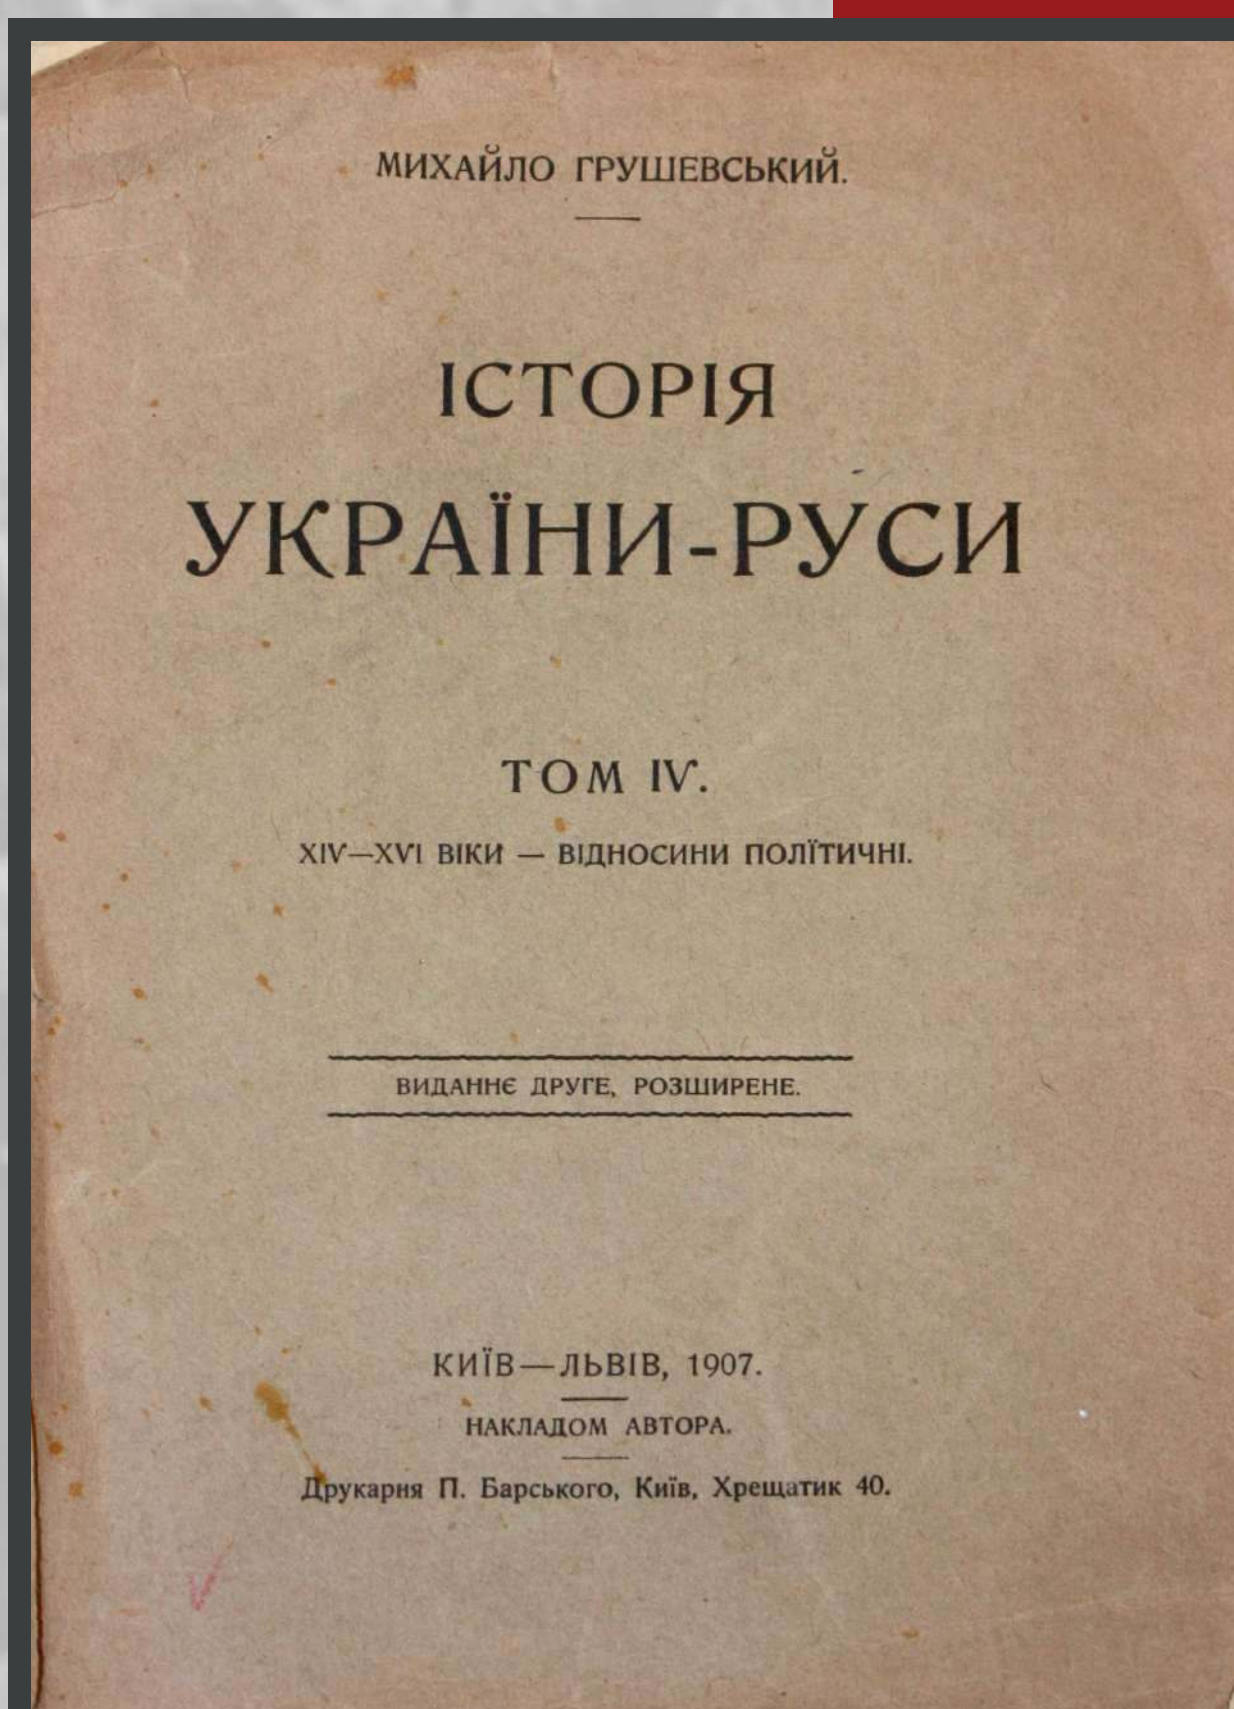 МИХАЙЛО ГРУШЕВСЬКИЙ.
ІСТОРІЯ
УКРАЇНИ-РУСИ
ТОМ IV.
XIV—XVI ВІКИ — ВІДНОСИНИ ПОЛЇТИЧНІ.
ВИДАННЄ ДРУГЕ, РОЗШИРЕНЕ.
КИЇВ—ЛЬВІВ, 1907.
НАКЛАДОМ АВТОРА.
Друкарня П. Барського, Київ, Хрещатик 40.